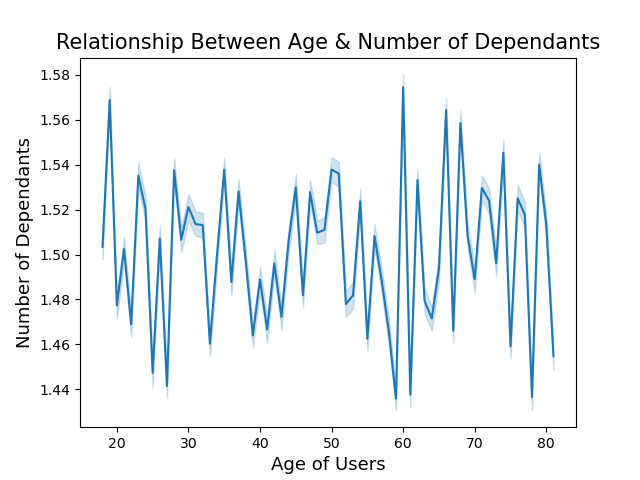 Relationship Between Age & Number of Dependants
1.58
1.56
1.54
1.52
1.50
1.48
1.46
1.44
Number of Dependants
20 30 40 50 60 70 80
Age of Users